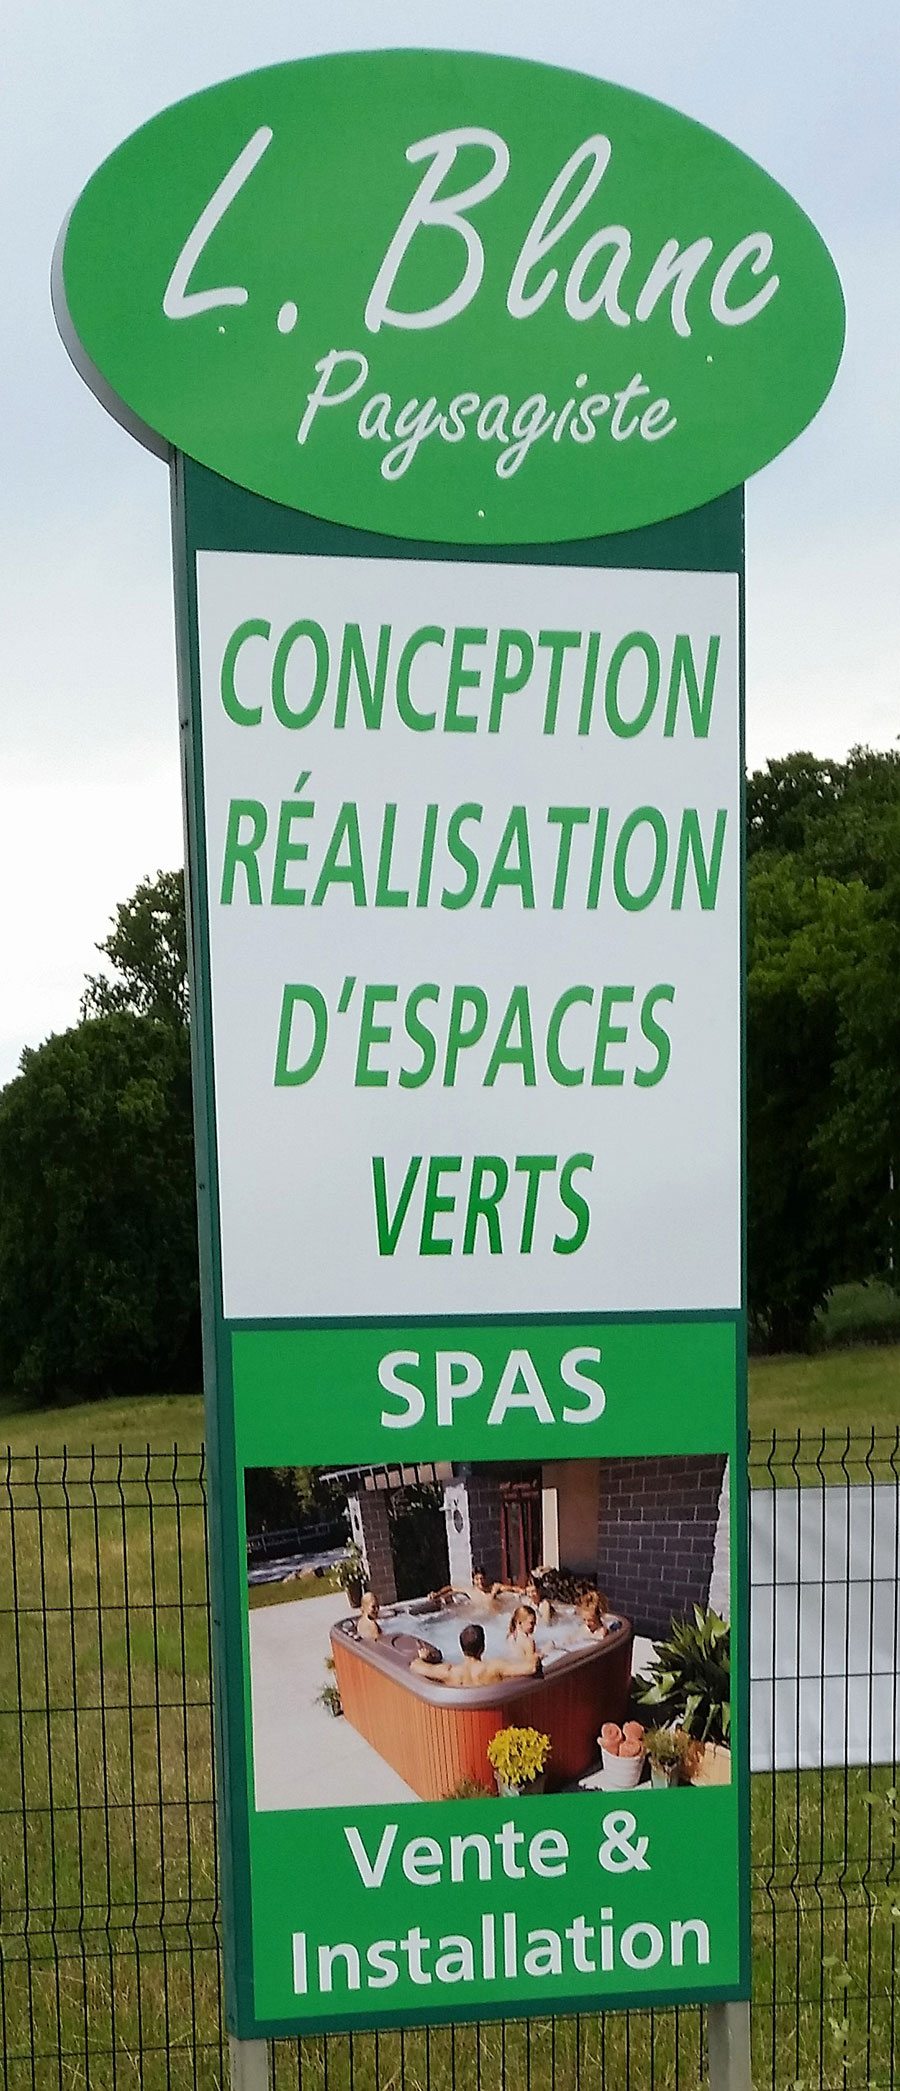 L. Blanc
Paysagiste
CONCEPTION
RÉALISATION
D'ESPACES
VERTS
SPAS
Vente &
Installation